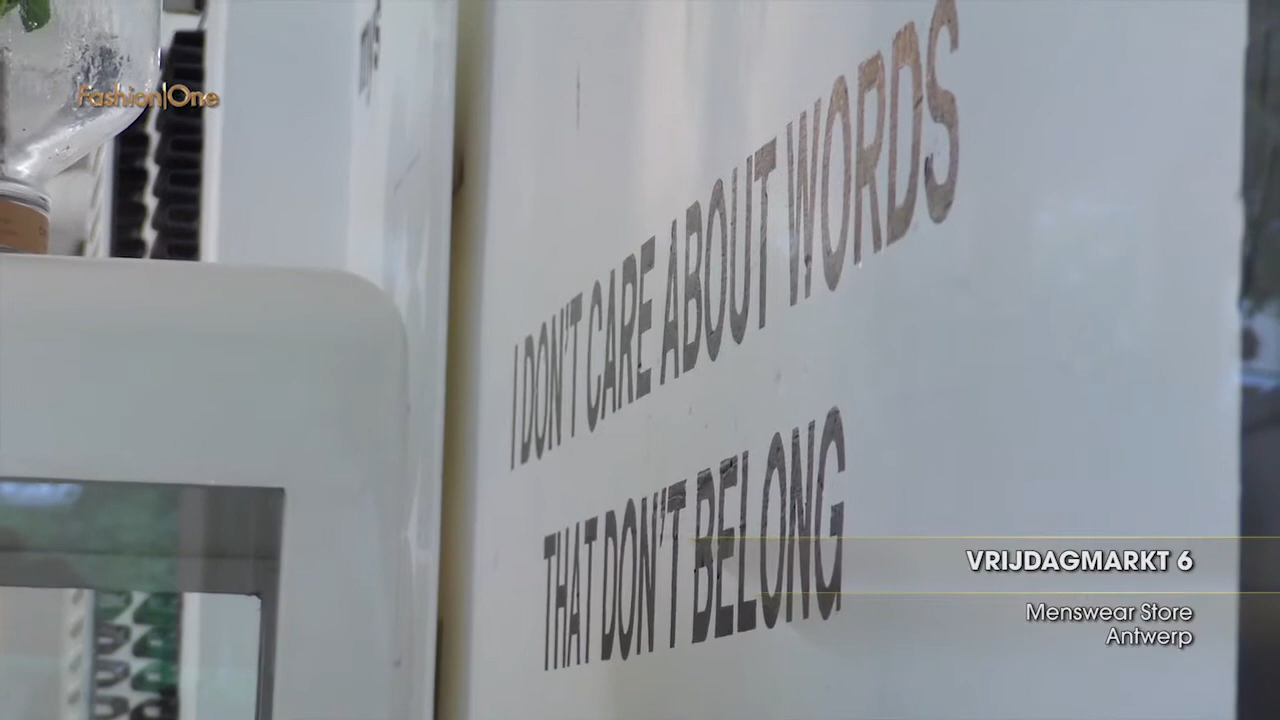 Fashion|One
I DON'T CARE ABOUT WORDS
THAT DON'T BELONG
VRIJDAGMARKT 6
Menswear Store
Antwerp